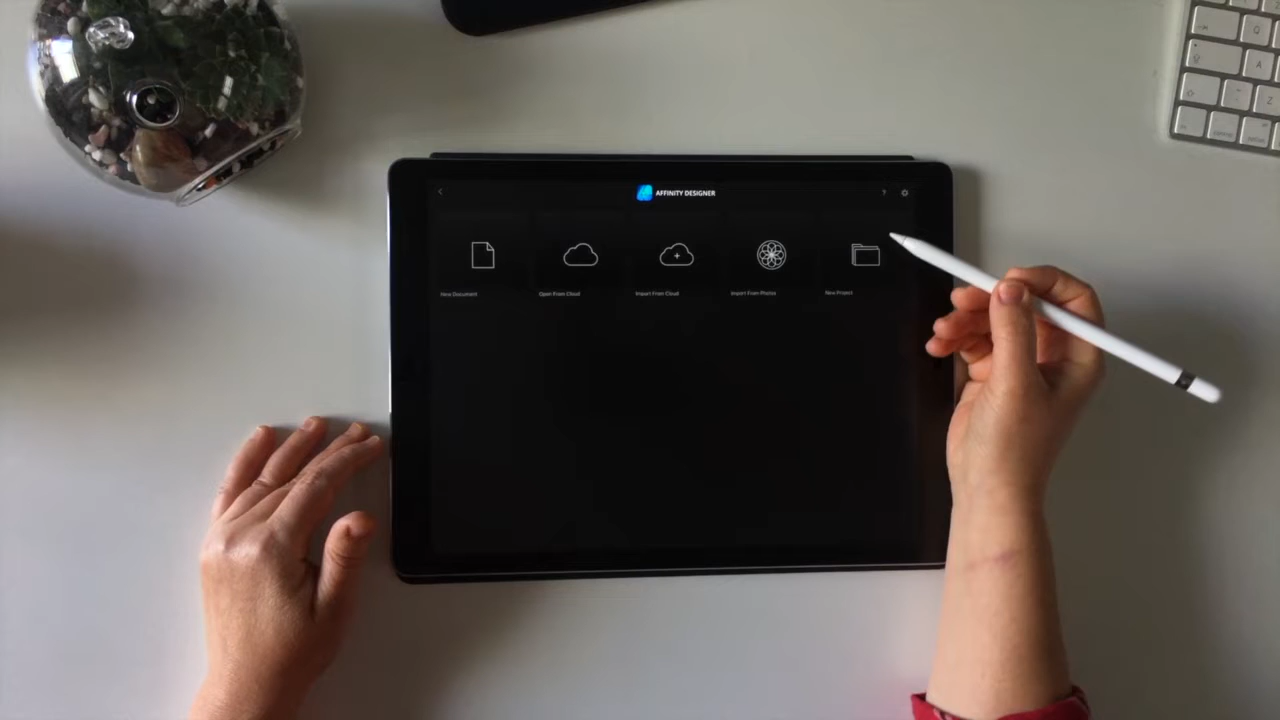 AFFINITY DESIGNER
?
New Document
Open From Cloud
Import From Cloud
Import From Photos
New Project
Q
A
Z